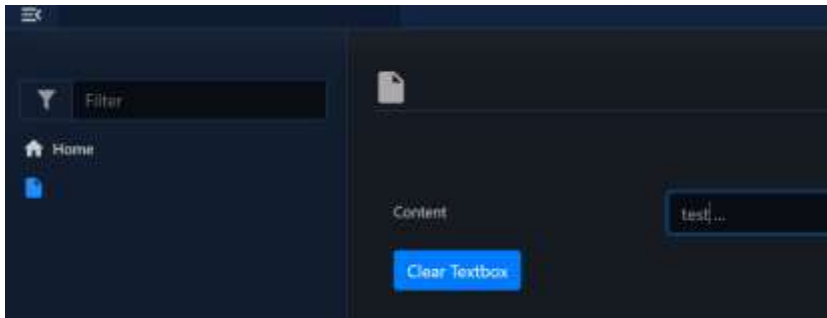 Filter
Home
Content
test ...
Clear Textbox